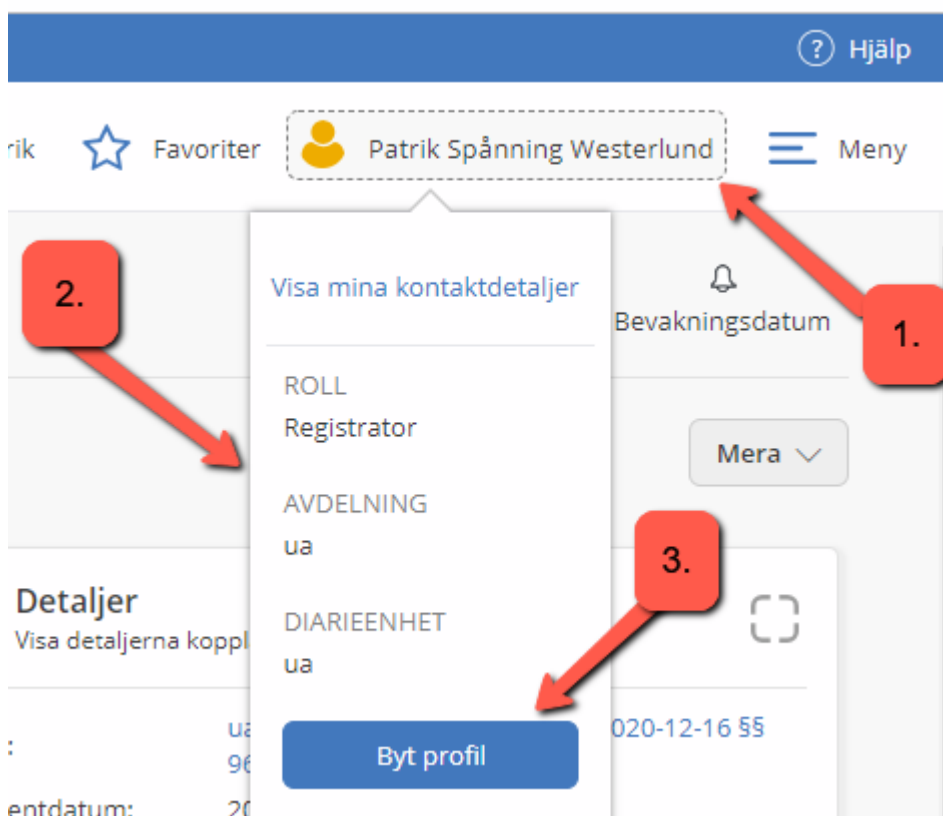 ? Hjälp
rik Favoriter Patrik Spånning Westerlund Meny
2.
Visa mina kontaktdetaljer
Bevakningsdatum
1.
ROLL
Registrator
Mera
AVDELNING
ua
3.
Detaljer
Visa detaljerna koppl
DIARIEENHET
ua
: ua 020-12-16 §§
96
Byt profil
entdatum: 20